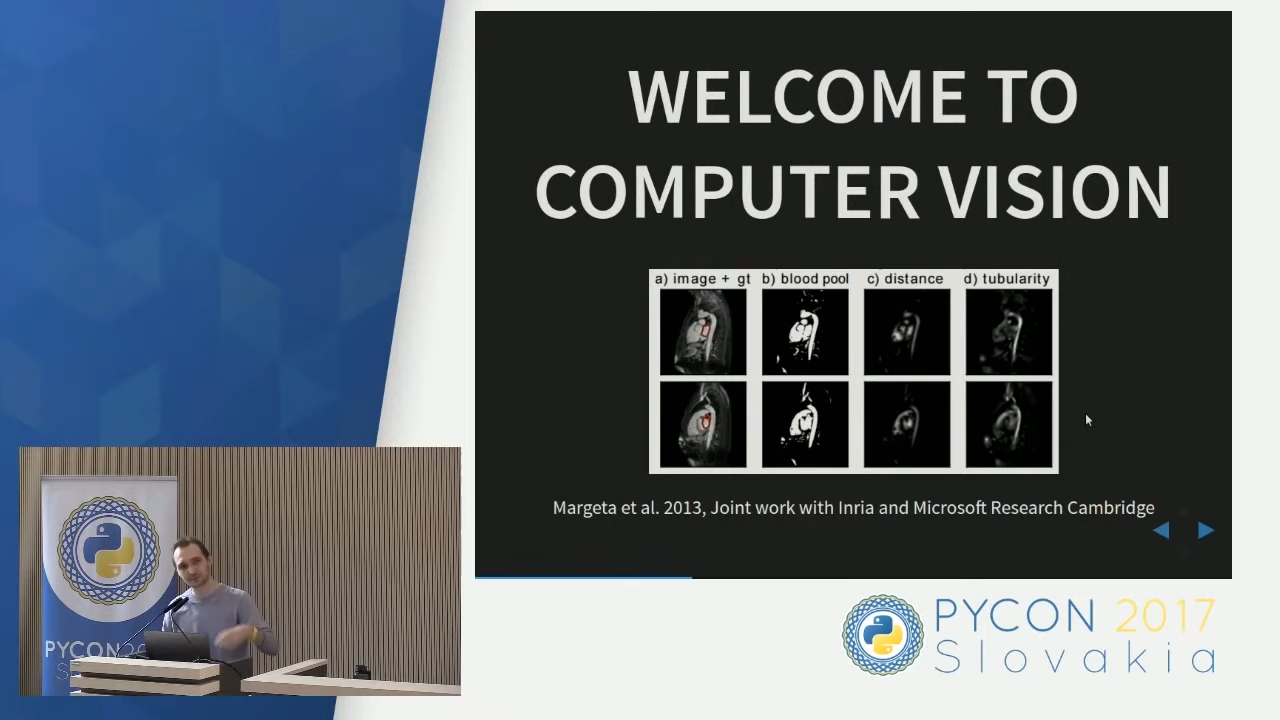 WELCOME TO
COMPUTER VISION
a) image + gt b) blood pool c) distance d) tubularity
Margeta et al. 2013, Joint work with Inria and Microsoft Research Cambridge
PYCON
PYCON 2017
Slovakia